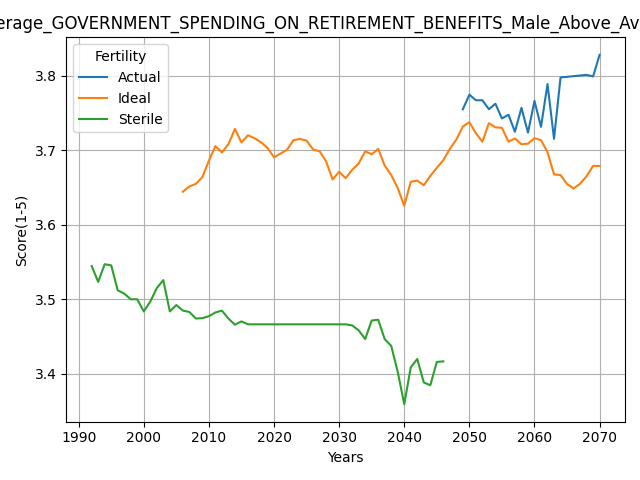 erage_GOVERNMENT_SPENDING_ON_RETIREMENT_BENEFITS_Male_Above_Av
Fertility
Actual
Ideal
Sterile
Score(1-5)
3.8
3.7
3.6
3.5
3.4
1990 2000 2010 2020 2030 2040 2050 2060 2070
Years